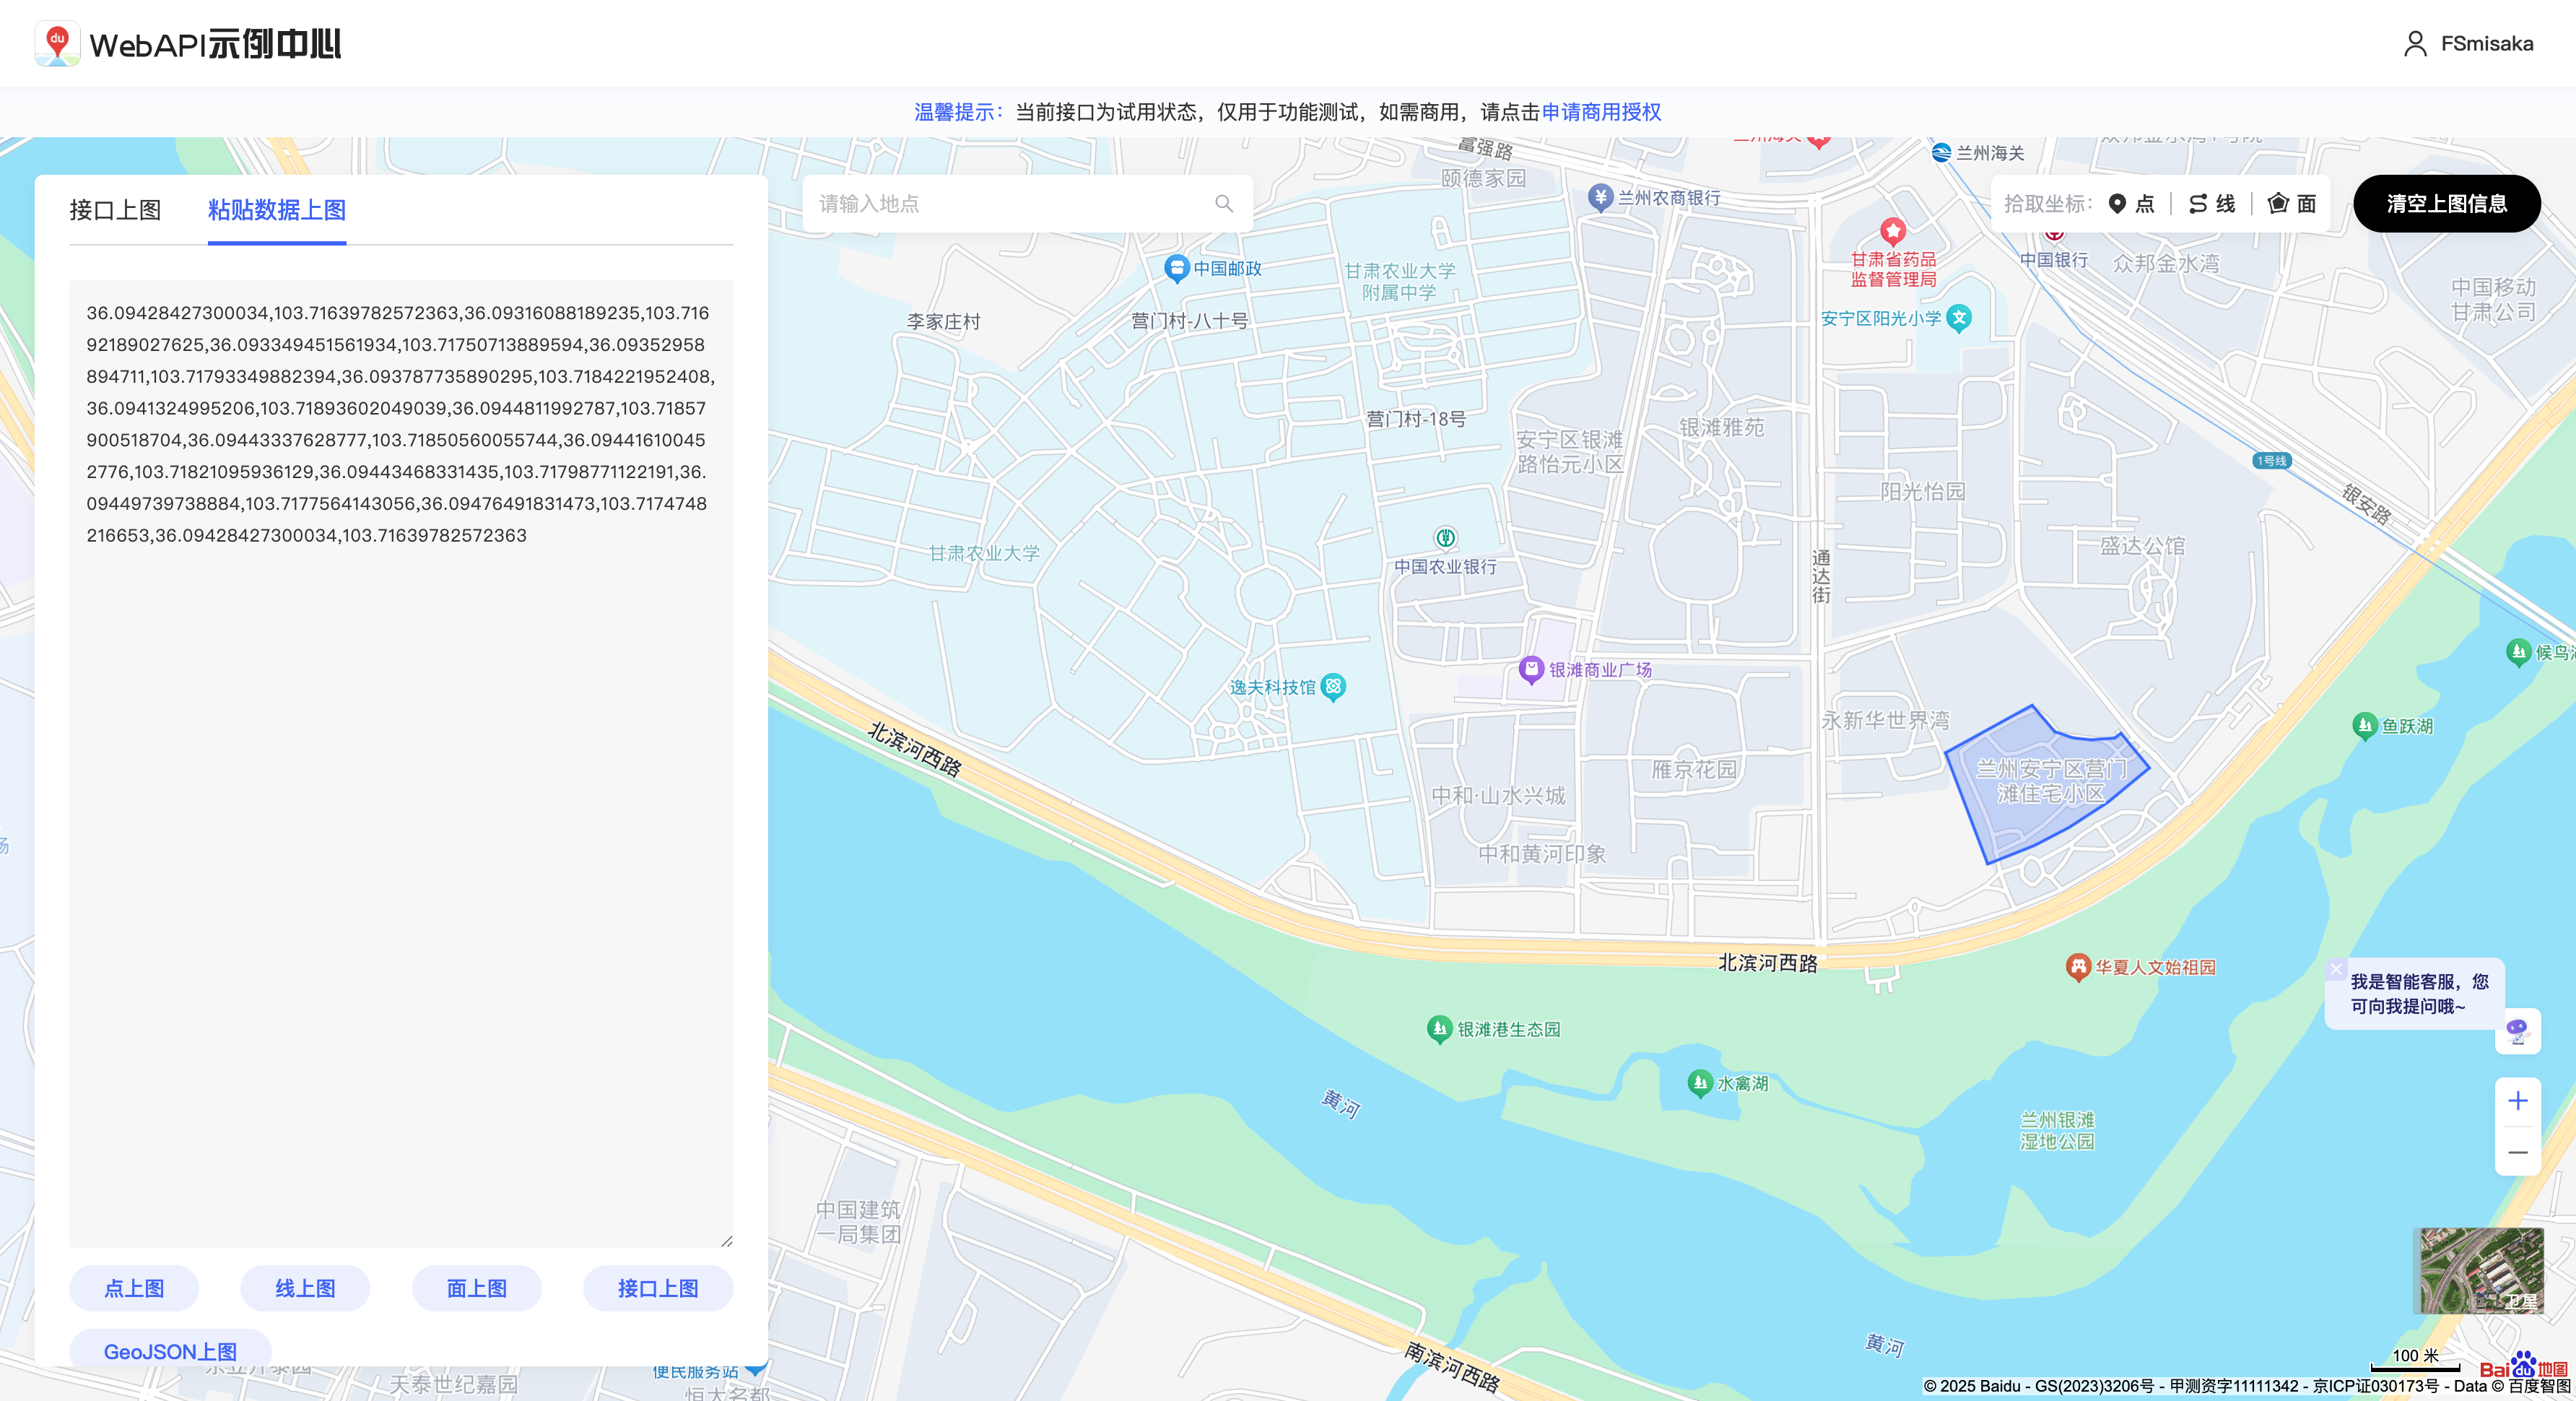 WebAPI示例中心
FSmisaka
温馨提示：当前接口为试用状态，仅用于功能测试，如需商用，请点击申请商用授权
接口上图
粘贴数据上图
36.09428427300034,103.71639782572363,36.09316088189235,103.716
92189027625,36.093349451561934,103.71750713889594,36.09352958
894711,103.71793349882394,36.093787735890295,103.7184221952408,
36.0941324995206,103.71893602049039,36.0944811992787,103.71857
900518704,36.09443337628777,103.71850560055744,36.09441610045
2776,103.71821095936129,36.09443468331435,103.71798771122191,36.
09449739738884,103.7177564143056,36.09476491831473,103.7174748
216653,36.09428427300034,103.71639782572363
点上图
线上图
面上图
接口上图
GeoJSON上图
请输入地点
拾取坐标：
点
线
面
清空上图信息
富强路
颐德家园
兰州农商银行
兰州海关
中国邮政
甘肃农业大学
附属中学
甘肃省药品
监督管理局
中国银行
众邦金水湾
中国移动
甘肃公司
李家庄村
营门村-八十号
安宁区阳光小学
营门村-18号
安宁区银滩
路怡元小区
银滩雅苑
阳光怡园
1号线
银安路
甘肃农业大学
中国农业银行
通达街
盛达公馆
逸夫科技馆
银滩商业广场
永新华世界湾
鱼跃湖
北滨河西路
中和·山水兴城
雁京花园
兰州安宁区营门
滩住宅小区
中和黄河印象
北滨河西路
华夏人文始祖园
我是智能客服，您
可向我提问哦~
银滩港生态园
水禽湖
黄河
兰州银滩
湿地公园
中国建筑
一局集团
卫星
黄河
南滨河西路
便民服务站
天泰世纪嘉园
恒大名都
100 米
Bai du 地图
© 2025 Baidu - GS(2023)3206号 - 甲测资字11111342 - 京ICP证030173号 - Data © 百度智图